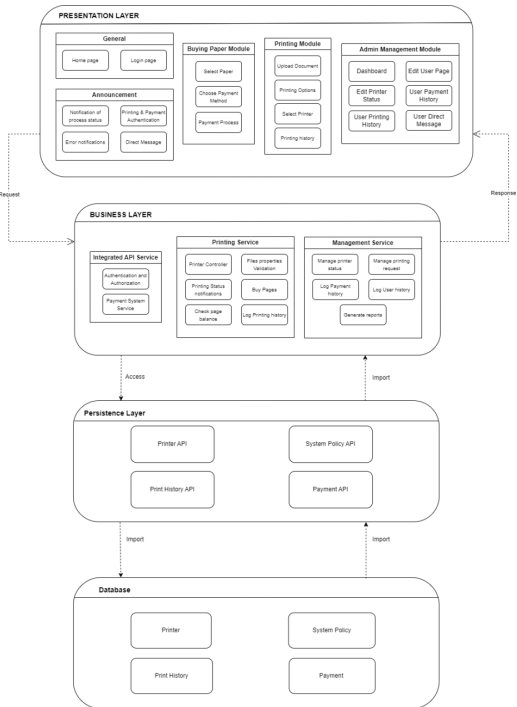 PRESENTATION LAYER
General
Home page
Login page
Announcement
Notification of
process status
Printing & Payment
Authentication
Error notifications
Direct Message
Buying Paper Module
Select Paper
Choose Payment
Method
Payment Process
Printing Module
Upload Document
Printing Options
Select Printer
Printing history
Admin Management Module
Dashboard
Edit User Page
Edit Printer
Status
User Payment
History
User Printing
History
User Direct
Message
Request
Response
BUSINESS LAYER
Integrated API Service
Authentication and
Authorization
Payment System
Service
Printing Service
Printer Controller
Files properties
Validation
Printing Status
notifications
Buy Pages
Check page
balance
Log Printing history
Management Service
Manage printer
status
Manage printing
request
Log Payment
history
Log User history
Generate reports
Access
Import
Persistence Layer
Printer API
System Policy API
Print History API
Payment API
Import
Import
Database
Printer
System Policy
Print History
Payment